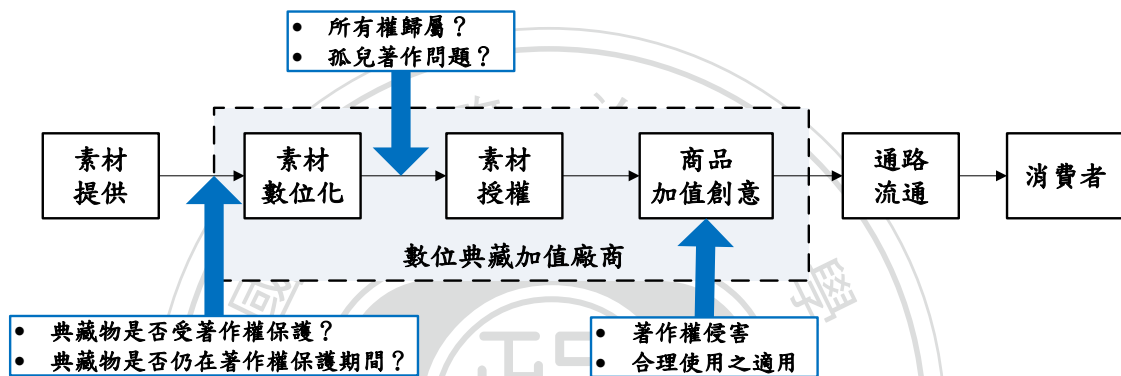 • 所有權歸屬？
• 孤兒著作問題？
素材
提供
素材
數位化
素材
授權
商品
加值創意
通路
流通
消費者
數位典藏加值廠商
• 典藏物是否受著作權保護？
• 典藏物是否仍在著作權保護期間？
• 著作權侵害
• 合理使用之適用
國
學